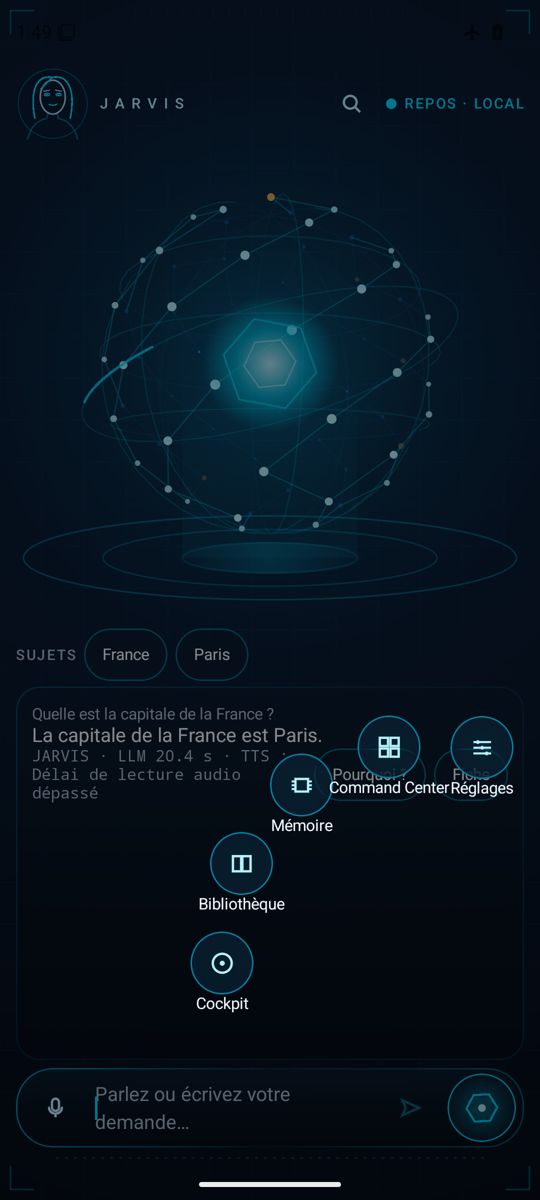 1:49
JARVIS
REPOS · LOCAL
SUJETS
France
Paris
Quelle est la capitale de la France ?
La capitale de la France est Paris.
JARVIS · LLM 20.4 s · TTS ·
Délai de lecture audio
dépassé
Pourquoi ?
Fiche
Command Center
Réglages
Mémoire
Bibliothèque
Cockpit
Parlez ou écrivez votre
demande…